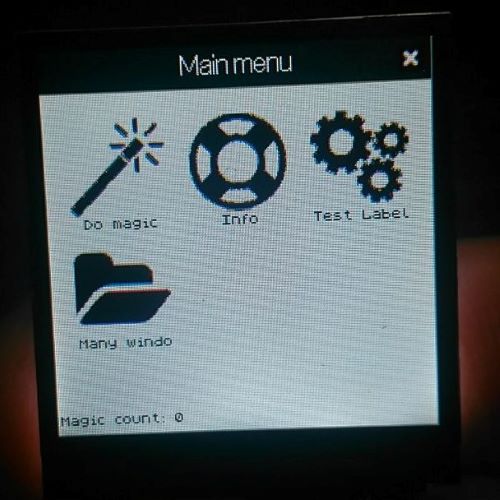 Main menu
Do magic
Info
Test Label
Many windo
Magic count: 0